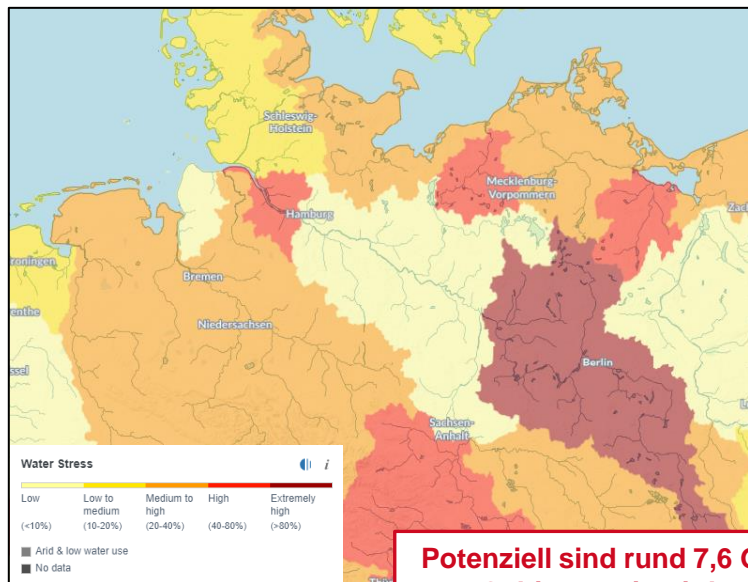 Schleswig-
Holstein
Mecklenburg-
Vorpommern
Hamburg
Bremen
Niedersachsen
Berlin
Sachsen-
Anhalt
Water Stress
i
Low
Low to
medium
Medium to
high
High
Extremely
high
(<10%)
(10-20%)
(20-40%)
(40-80%)
(>80%)
Arid & low water use
No data
Potenziell sind rund 7,6